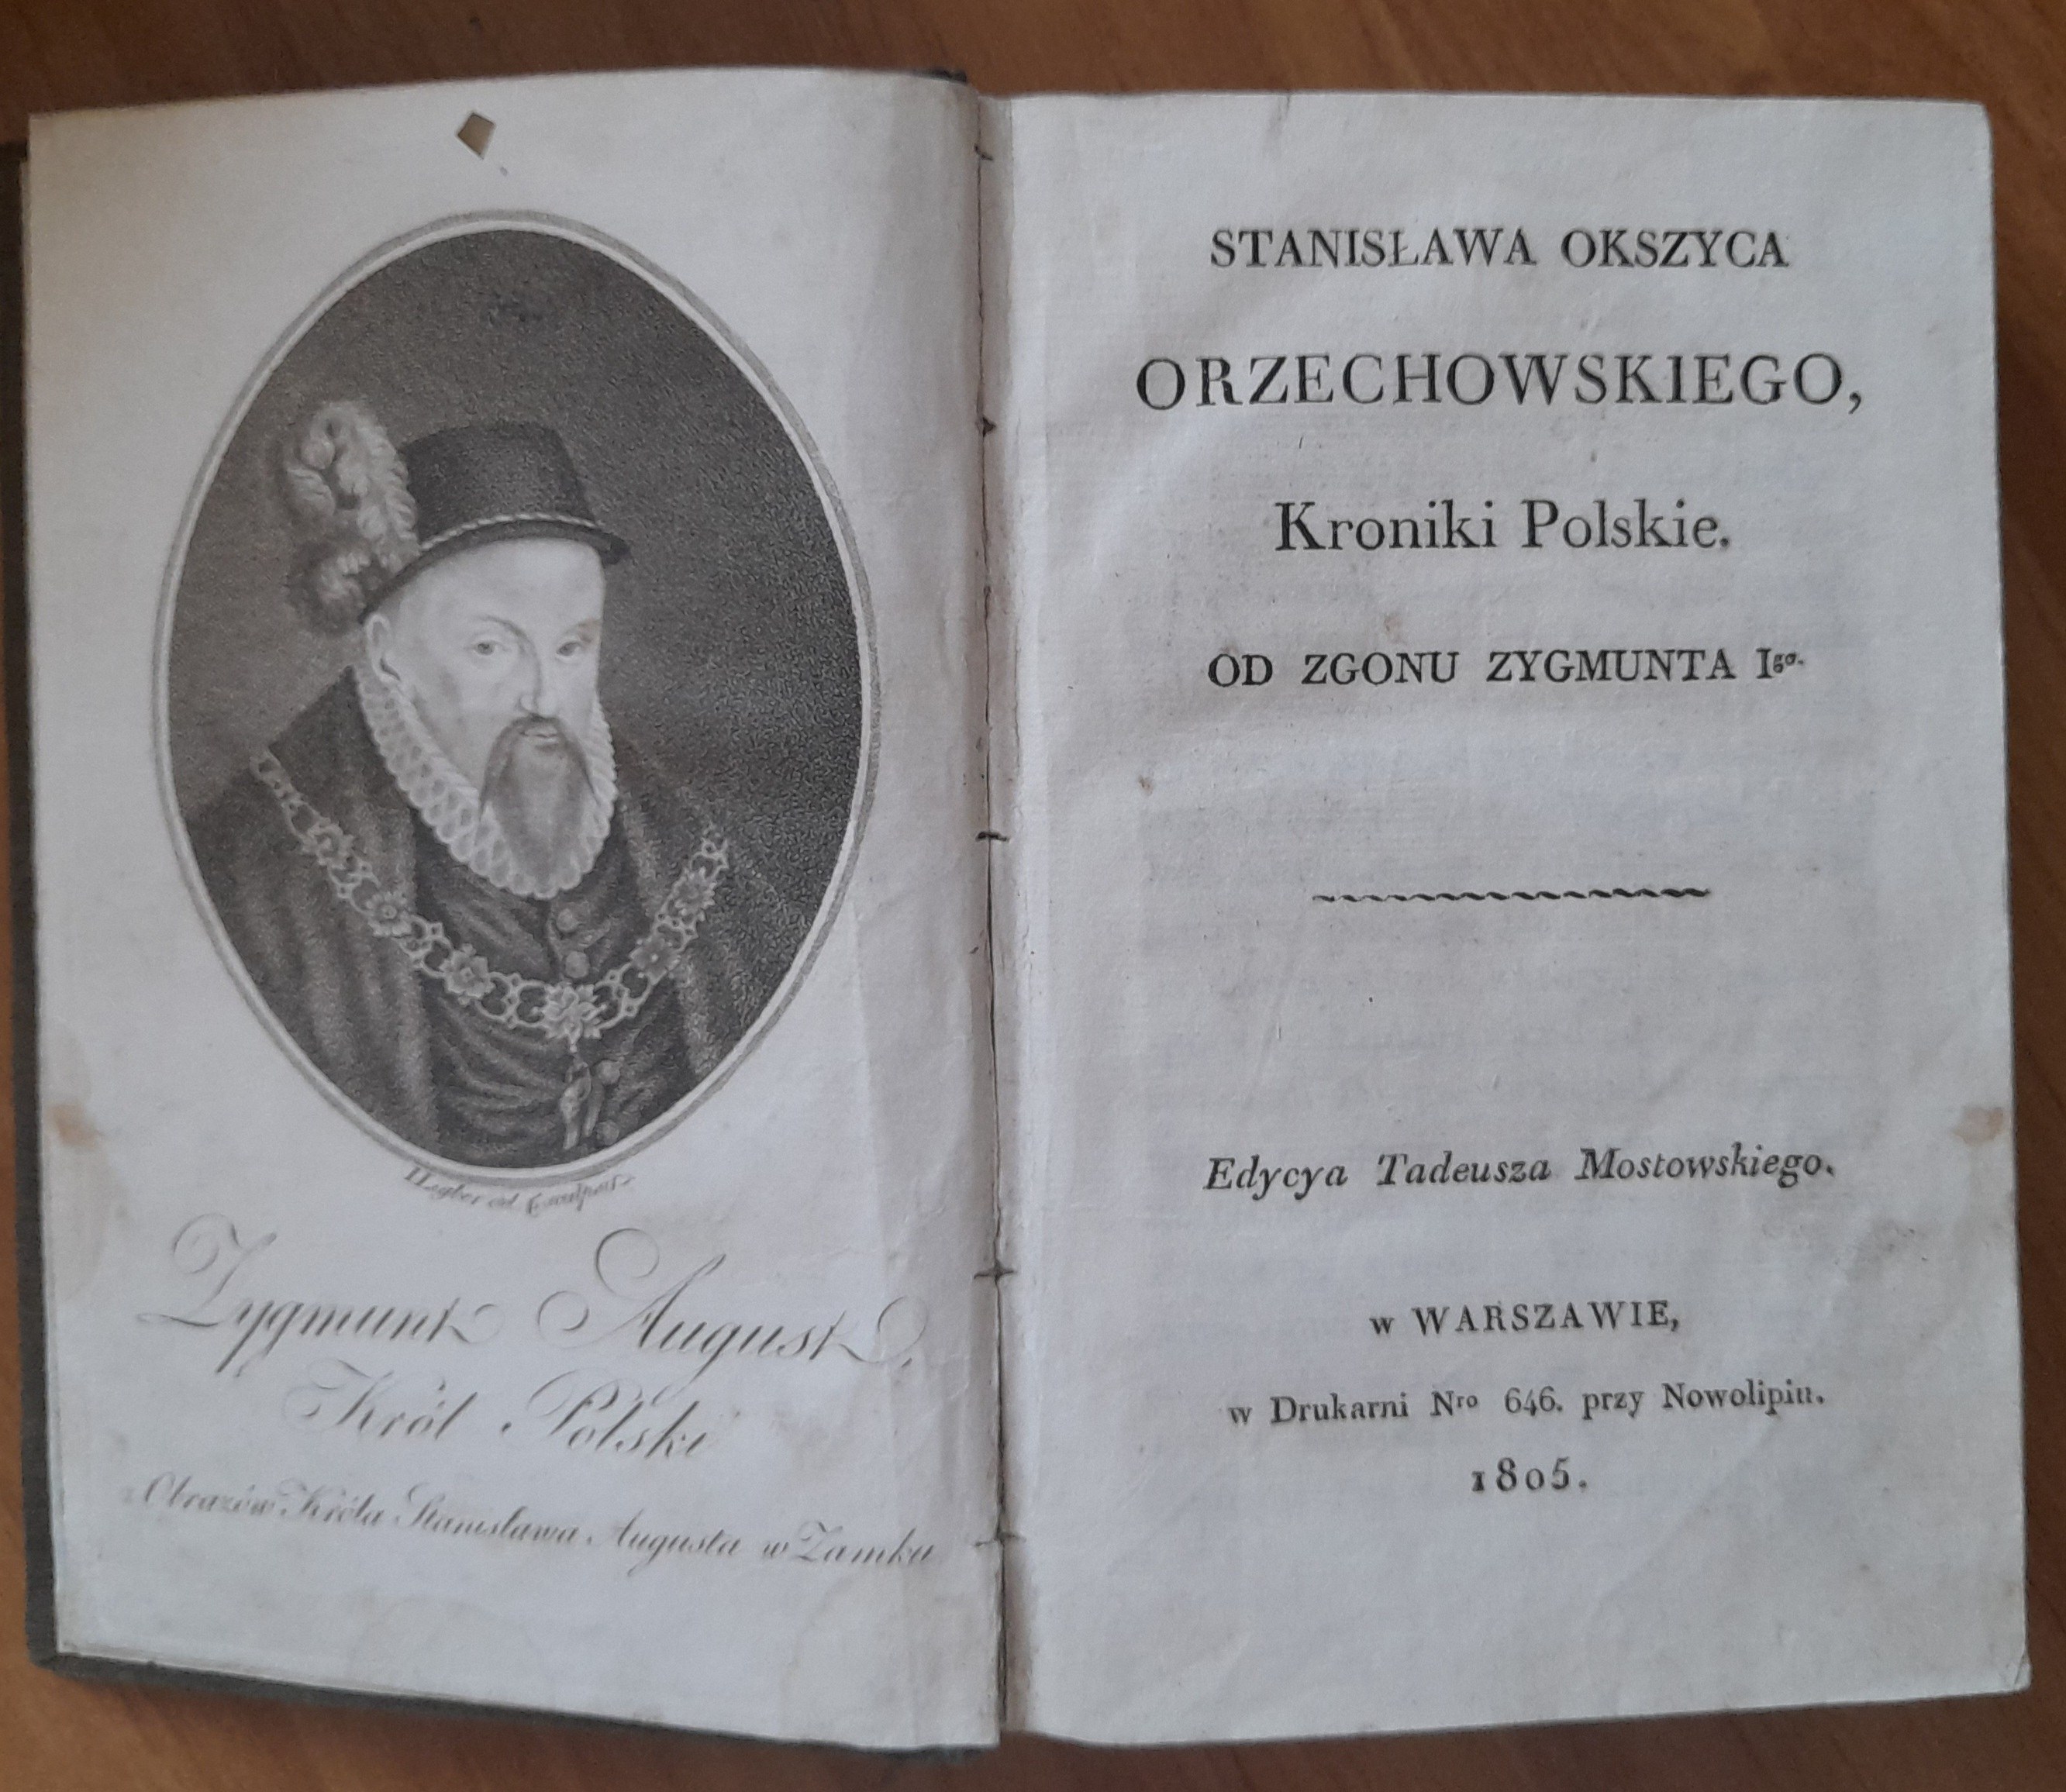 sculpsit
Zygmunt August,
Król Polski
z Obrazów Króla Stanisława Augusta w Zamku
STANISŁAWA OKSZYCA
ORZECHOWSKIEGO,
Kroniki Polskie.
OD ZGONU ZYGMUNTA Igo.
Edycya Tadeusza Mostowskiego.
w WARSZAWIE,
w Drukarni Nro 646. przy Nowolipiu.
1805.